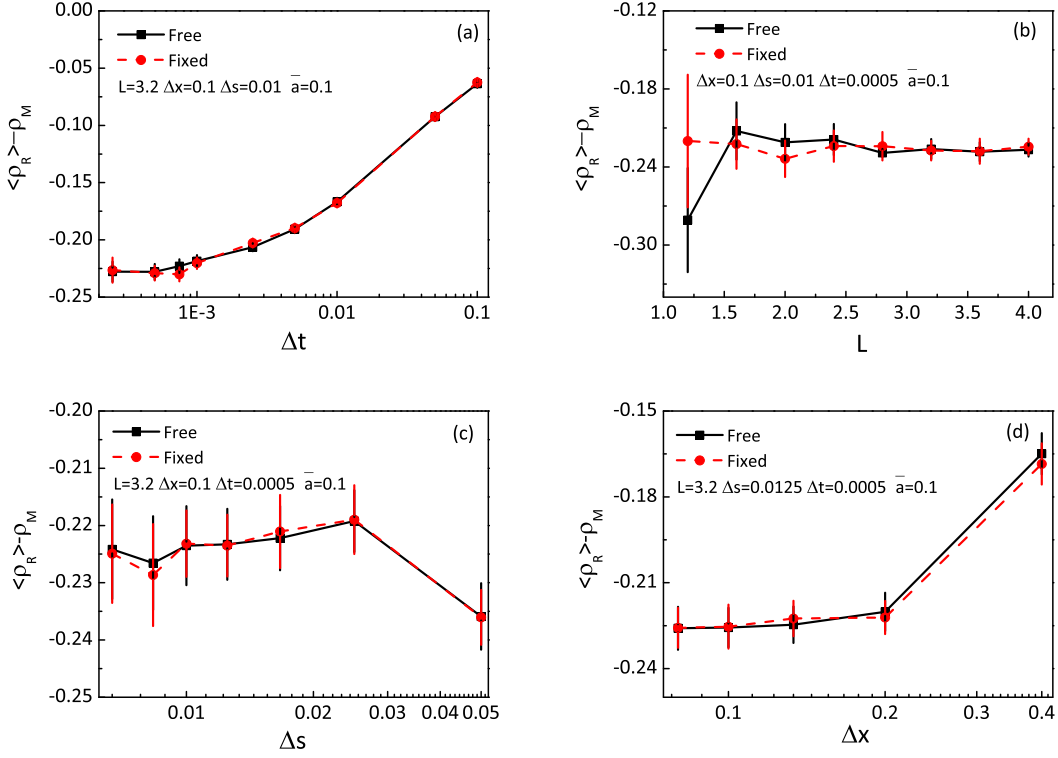 0.00
-0.05
-0.10
-0.15
-0.20
-0.25
<ρR>−ρM
Free
Fixed
(a)
L=3.2 Δx=0.1 Δs=0.01 a̅=0.1
1E-3
0.01
0.1
Δt
-0.12
-0.18
-0.24
-0.30
<ρR>−ρM
Free
Fixed
(b)
Δx=0.1 Δs=0.01 Δt=0.0005 a̅=0.1
1.0
1.5
2.0
2.5
3.0
3.5
4.0
L
-0.20
-0.21
-0.22
-0.23
-0.24
-0.25
<ρR>-ρM
Free
Fixed
(c)
L=3.2 Δx=0.1 Δt=0.0005 a̅=0.1
0.01
0.02
0.03
0.04
0.05
Δs
-0.15
-0.18
-0.21
-0.24
<ρR>-ρM
Free
Fixed
(d)
L=3.2 Δs=0.0125 Δt=0.0005 a̅=0.1
0.1
0.2
0.3
0.4
Δx